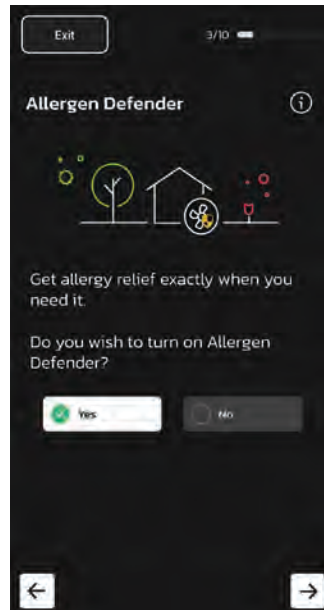 Exit
3/10
Allergen Defender
Get allergy relief exactly when you
need it.
Do you wish to turn on Allergen
Defender?
Yes
No